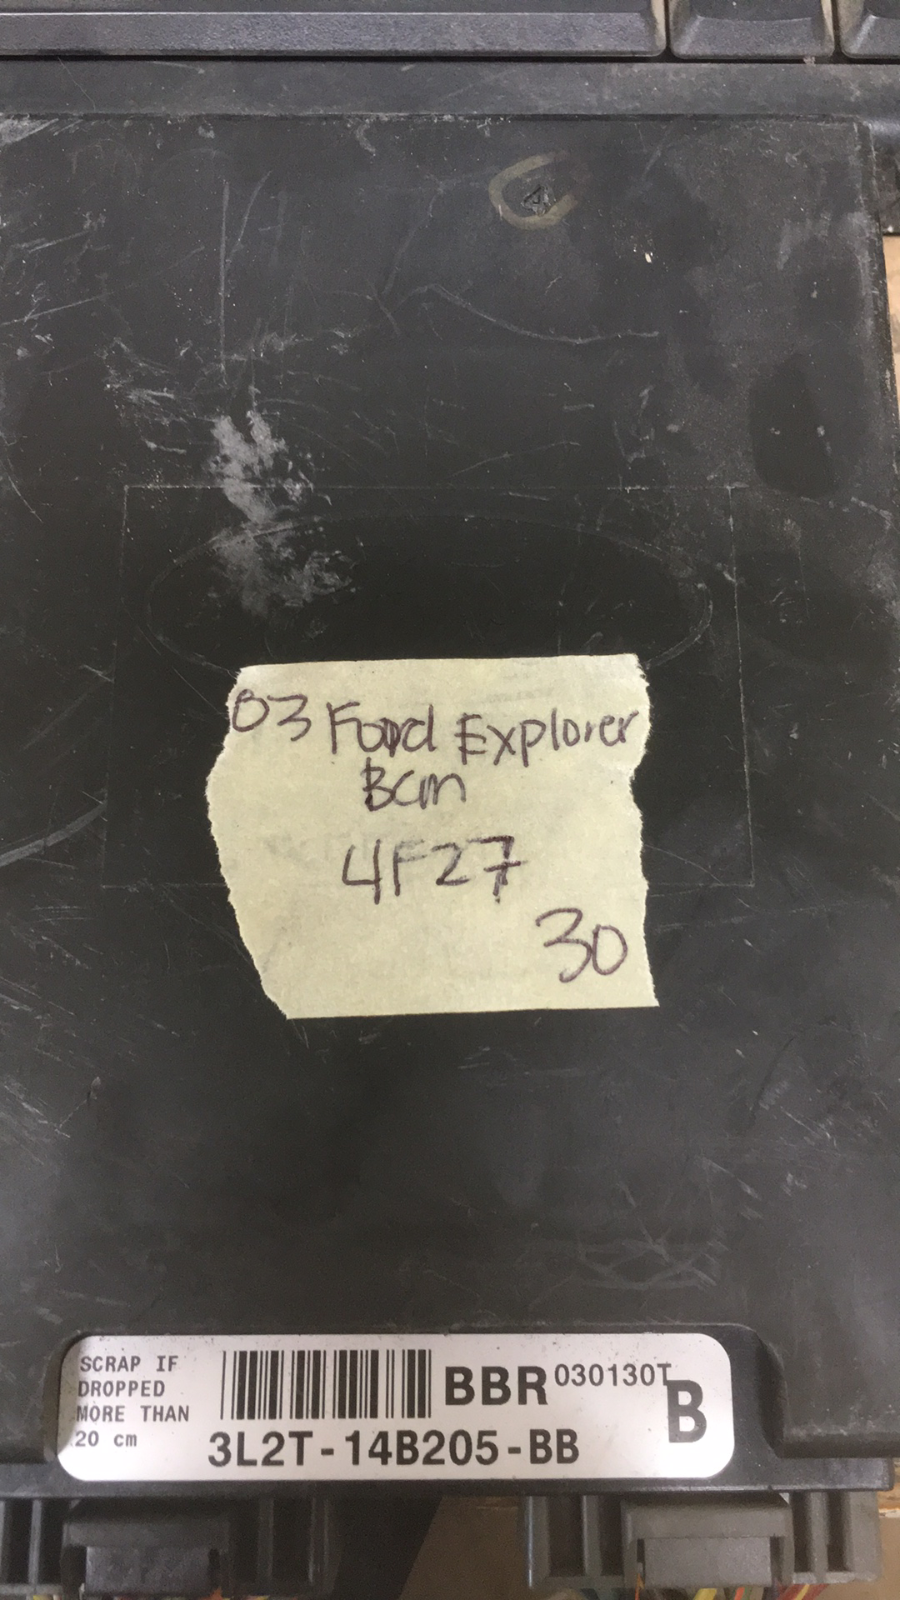 03 Ford Explorer
Bcm
4F27
30
SCRAP IF
DROPPED
MORE THAN
20 cm
BBR 030130T
B
3L2T-14B205-BB